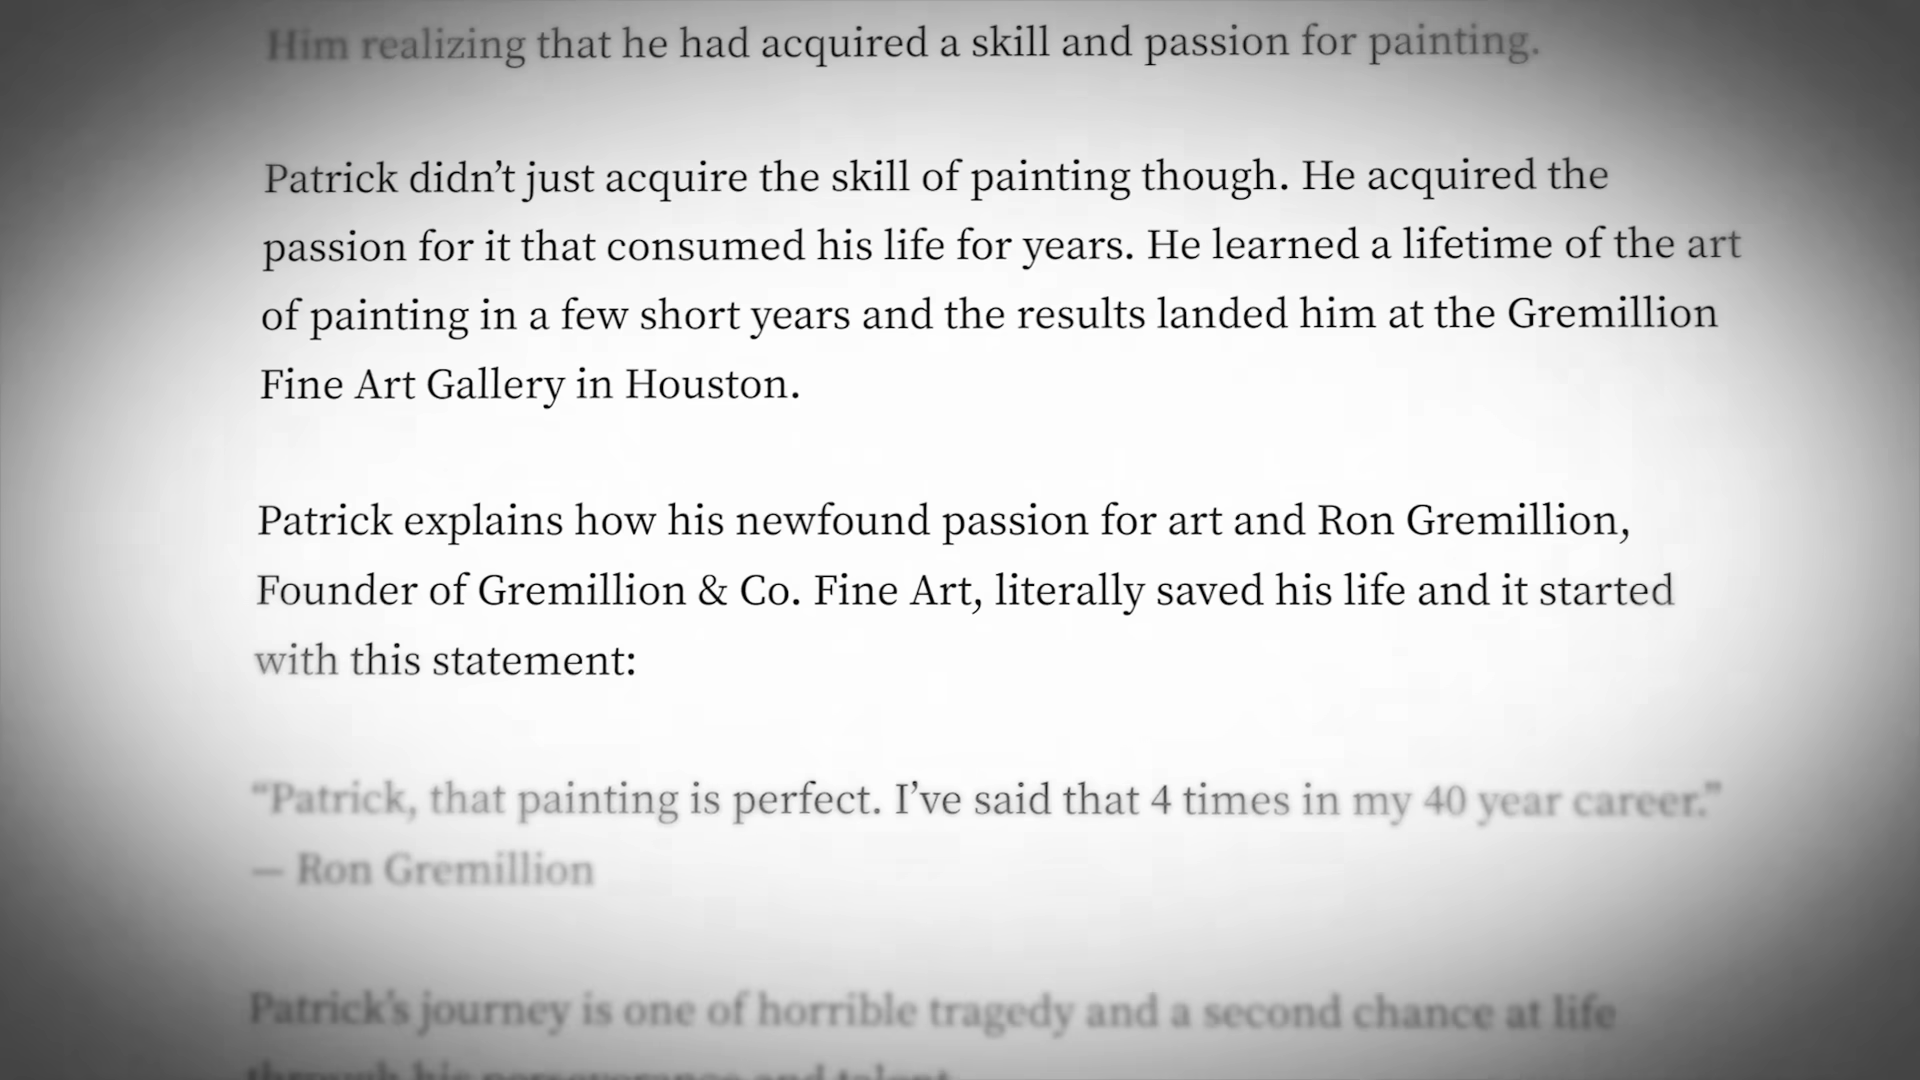 Him realizing that he had acquired a skill and passion for painting.
Patrick didn’t just acquire the skill of painting though. He acquired the
passion for it that consumed his life for years. He learned a lifetime of the art
of painting in a few short years and the results landed him at the Gremillion
Fine Art Gallery in Houston.
Patrick explains how his newfound passion for art and Ron Gremillion,
Founder of Gremillion & Co. Fine Art, literally saved his life and it started
with this statement:
“Patrick, that painting is perfect. I’ve said that 4 times in my 40 year career.”
— Ron Gremillion
Patrick’s journey is one of horrible tragedy and a second chance at life
through his perseverance and talent